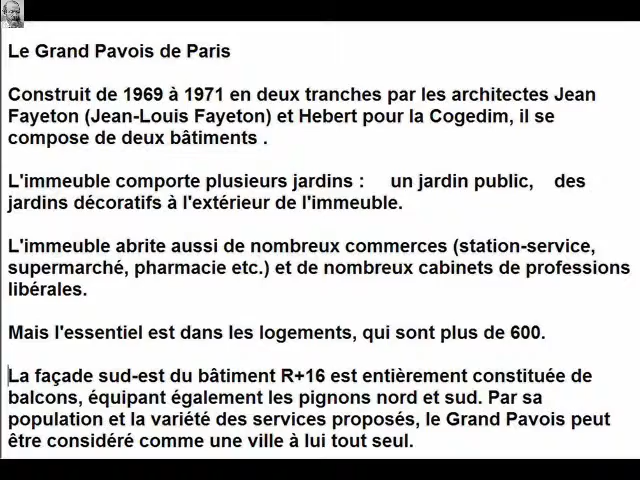 Le Grand Pavois de Paris
Construit de 1969 à 1971 en deux tranches par les architectes Jean
Fayeton (Jean-Louis Fayeton) et Hebert pour la Cogedim, il se
compose de deux bâtiments .
L'immeuble comporte plusieurs jardins :    un jardin public,    des
jardins décoratifs à l'extérieur de l'immeuble.
L'immeuble abrite aussi de nombreux commerces (station-service,
supermarché, pharmacie etc.) et de nombreux cabinets de professions
libérales.
Mais l'essentiel est dans les logements, qui sont plus de 600.
La façade sud-est du bâtiment R+16 est entièrement constituée de
balcons, équipant également les pignons nord et sud. Par sa
population et la variété des services proposés, le Grand Pavois peut
être considéré comme une ville à lui tout seul.